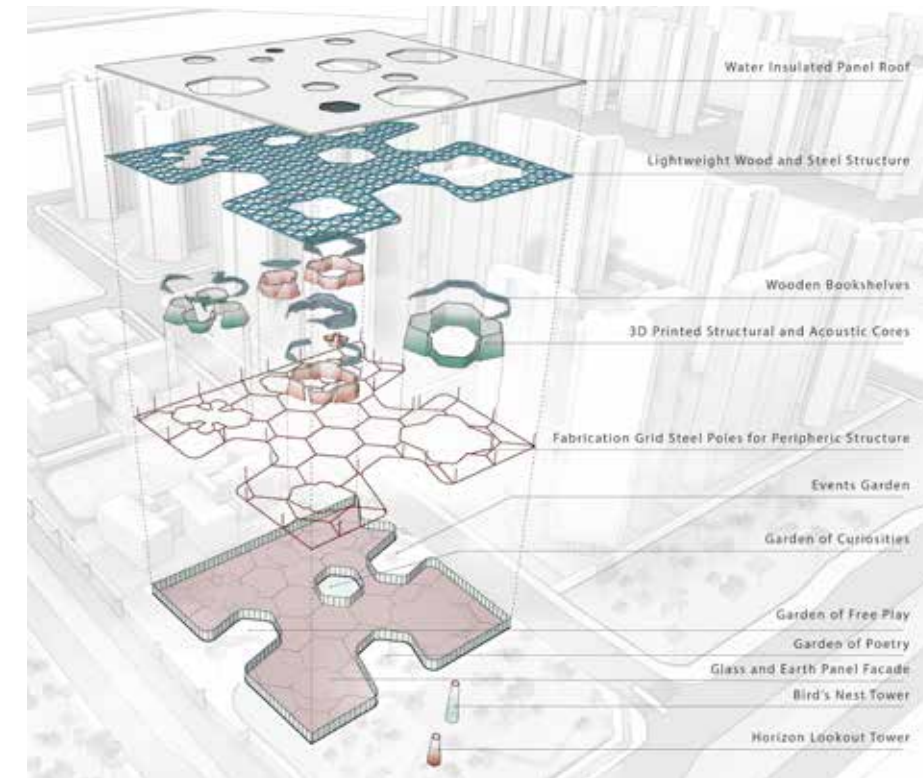 Water Insulated Panel Roof
Lightweight Wood and Steel Structure
Wooden Bookshelves
3D Printed Structural and Acoustic Cores
Fabrication Grid Steel Poles for Peripheric Structure
Events Garden
Garden of Curiosities
Garden of Free Play
Garden of Poetry
Glass and Earth Panel Facade
Bird's Nest Tower
Horizon Lookout Tower